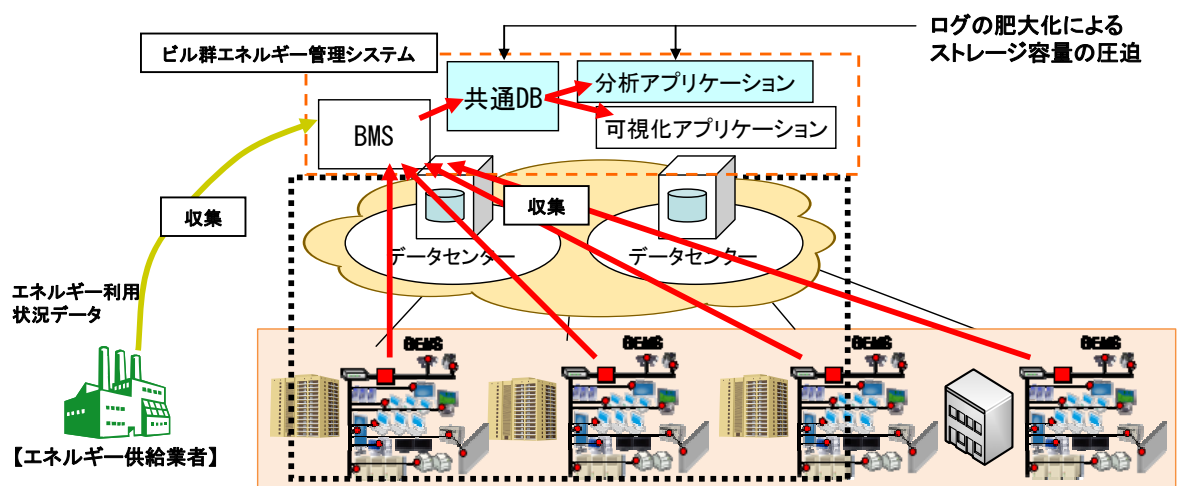 ログの肥大化による
ストレージ容量の圧迫
ビル群エネルギー管理システム
共通DB
分析アプリケーション
可視化アプリケーション
BMS
収集
収集
データセンター
データセンター
エネルギー利用
状況データ
BEMS
BEMS
BEMS
BEMS
【エネルギー供給業者】